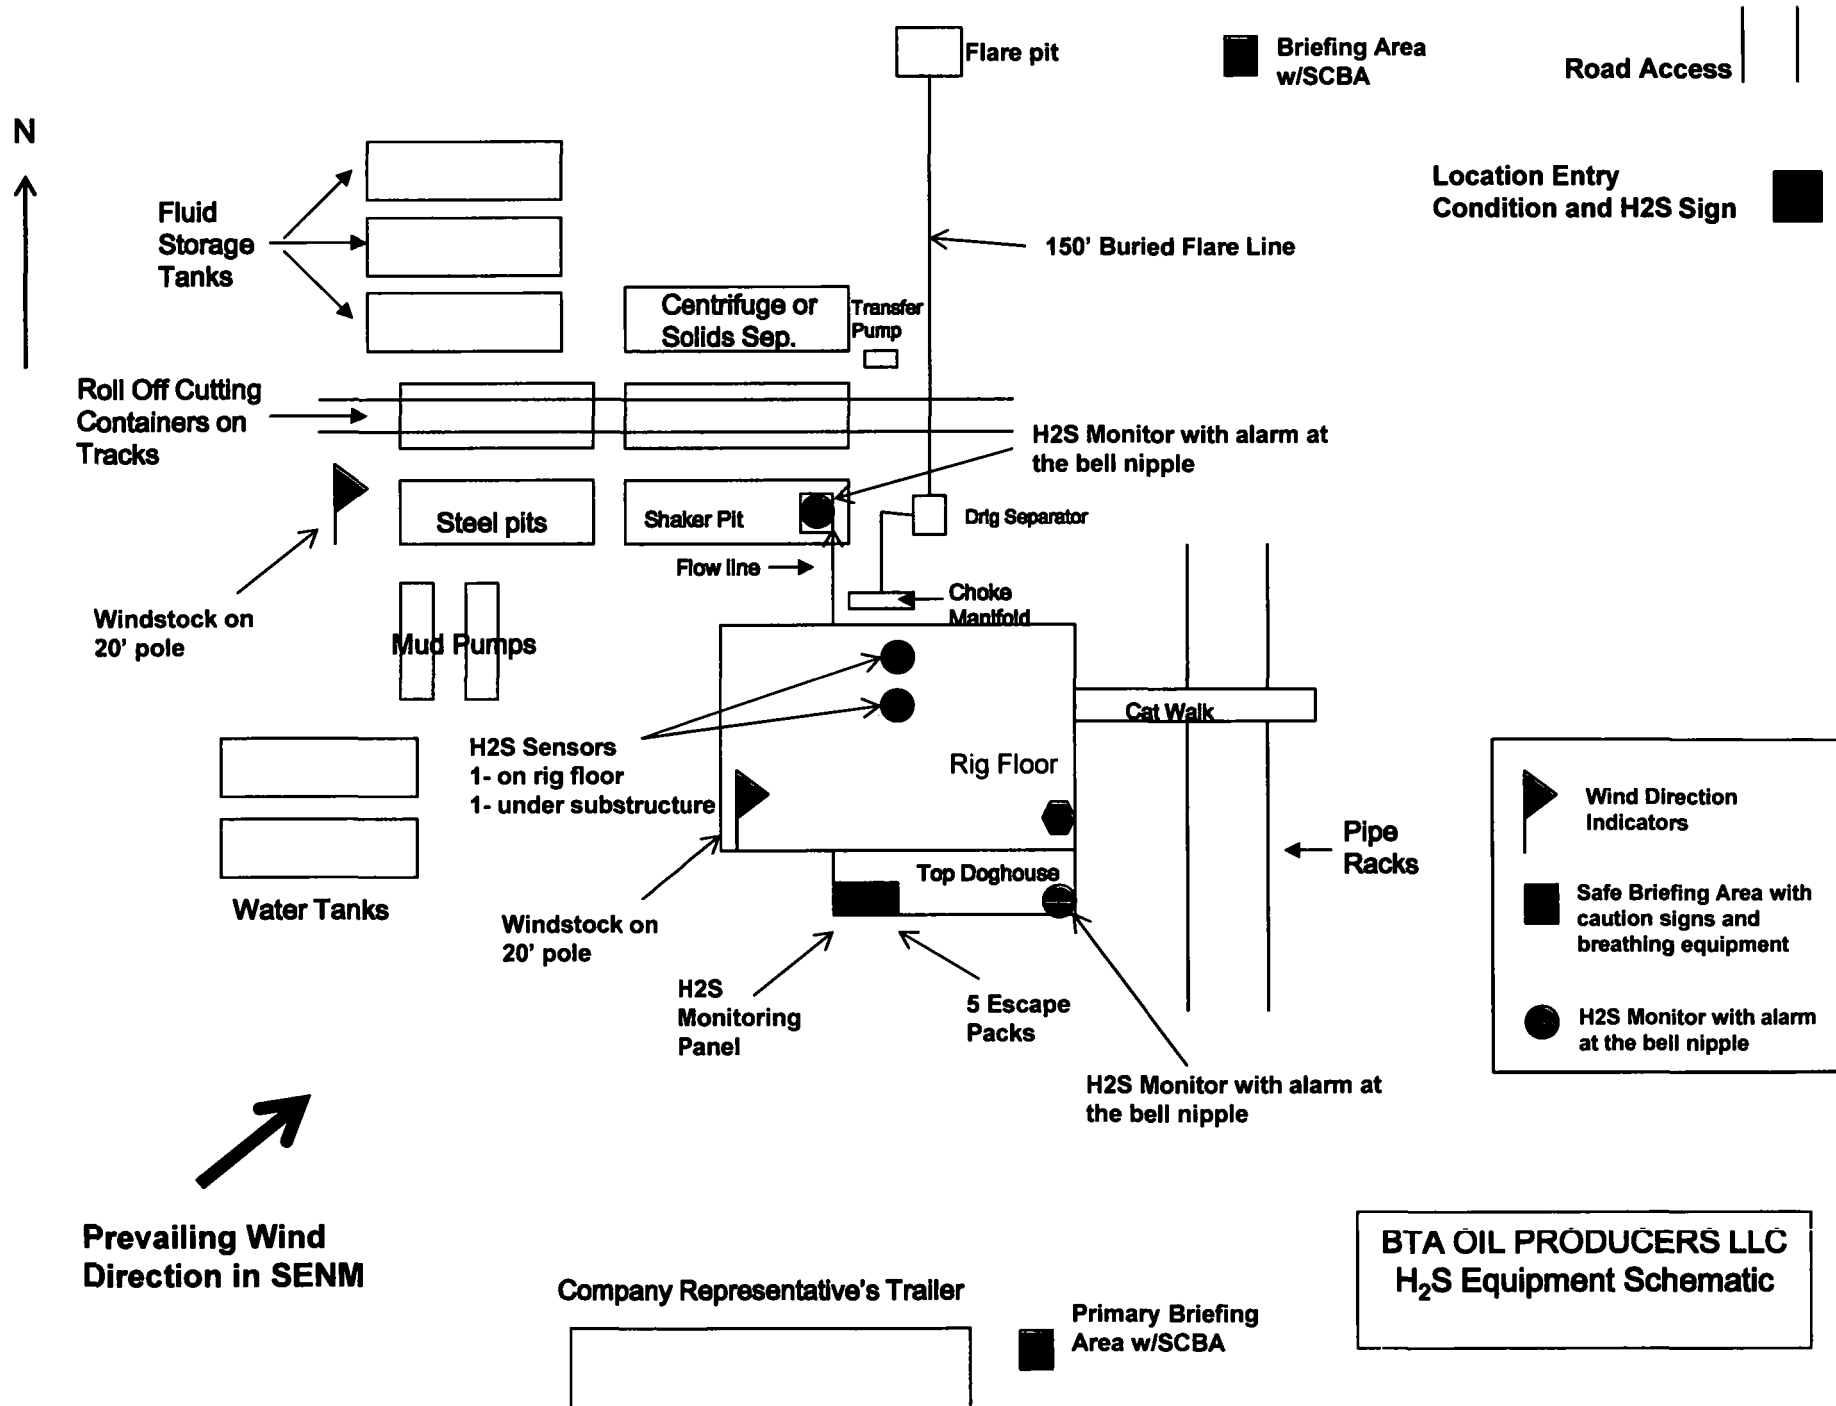 Flare pit
Briefing Area
w/SCBA
Road Access
N
Location Entry
Condition and H2S Sign
Fluid
Storage
Tanks
150' Buried Flare Line
Centrifuge or
Solids Sep.
Transfer
Pump
Roll Off Cutting
Containers on
Tracks
H2S Monitor with alarm at
the bell nipple
Steel pits
Shaker Pit
Drlg Separator
Flow line
Choke
Manifold
Windstock on
20' pole
Mud Pumps
Cat Walk
H2S Sensors
1- on rig floor
1- under substructure
Rig Floor
Wind Direction
Indicators
Pipe
Racks
Top Doghouse
Safe Briefing Area with
caution signs and
breathing equipment
Water Tanks
Windstock on
20' pole
H2S
Monitoring
Panel
5 Escape
Packs
H2S Monitor with alarm
at the bell nipple
H2S Monitor with alarm at
the bell nipple
Prevailing Wind
Direction in SENM
BTA OIL PRODUCERS LLC
H₂S Equipment Schematic
Company Representative's Trailer
Primary Briefing
Area w/SCBA